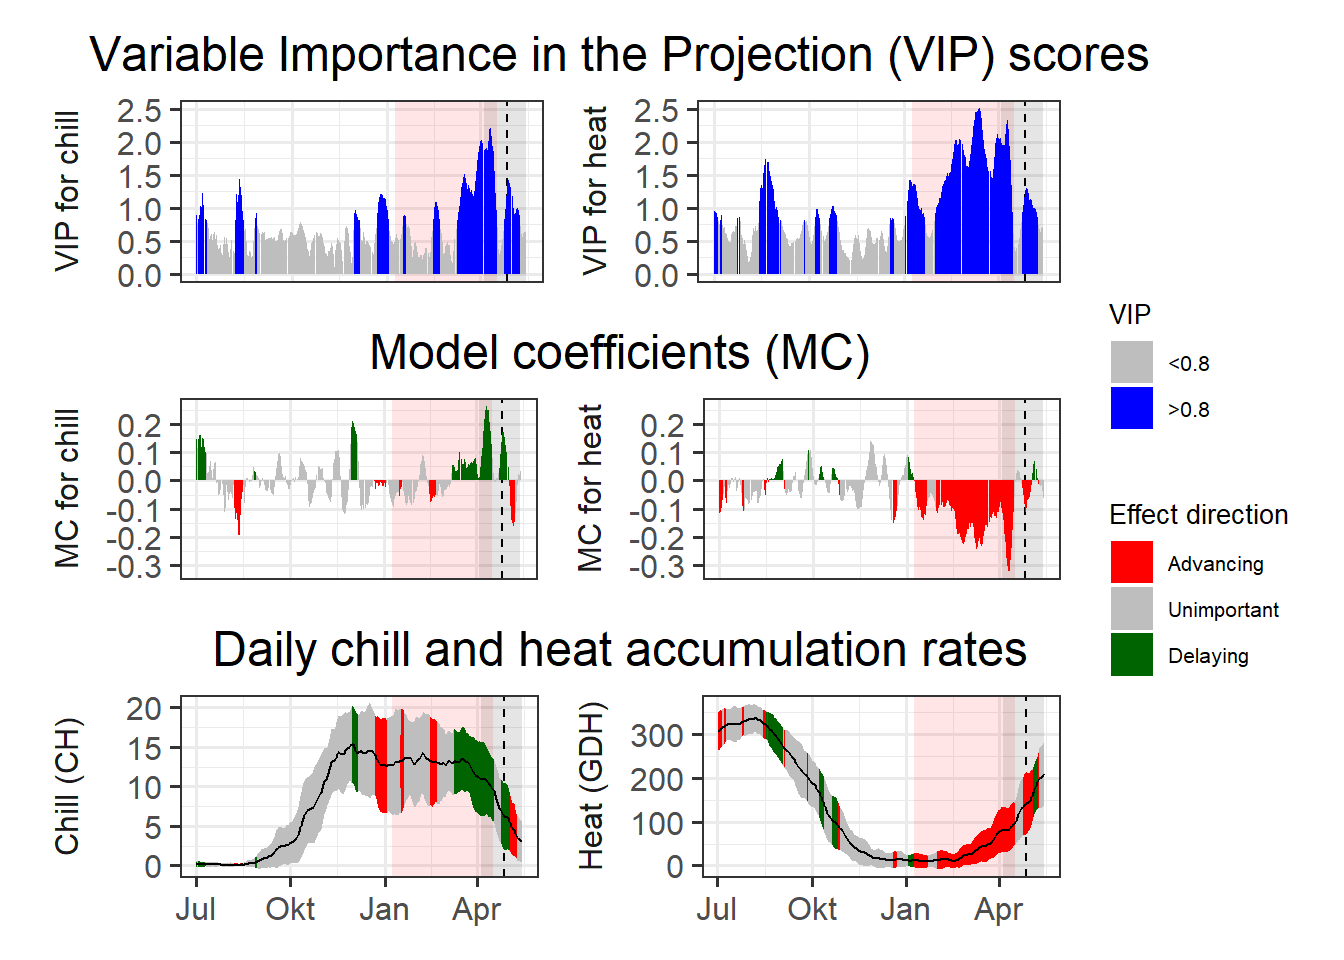 Variable Importance in the Projection (VIP) scores
VIP for chill
2.5
2.0
1.5
1.0
0.5
0.0
VIP for heat
2.5
2.0
1.5
1.0
0.5
0.0
Model coefficients (MC)
MC for chill
0.2
0.1
0.0
-0.1
-0.2
-0.3
MC for heat
0.2
0.1
0.0
-0.1
-0.2
-0.3
Daily chill and heat accumulation rates
Chill (CH)
20
15
10
5
0
Jul Okt Jan Apr
Heat (GDH)
300
200
100
0
Jul Okt Jan Apr
VIP
<0.8
>0.8
Effect direction
Advancing
Unimportant
Delaying